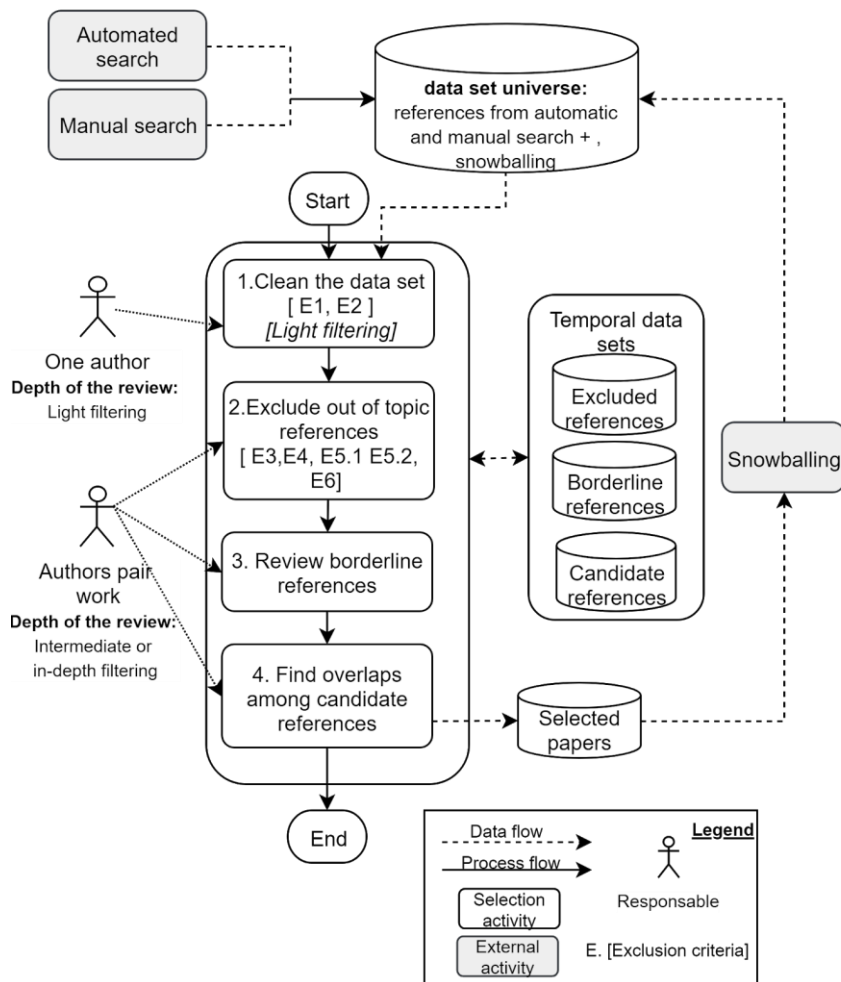 Automated
search
Manual search
data set universe:
references from automatic
and manual search + ,
snowballing
Start
1.Clean the data set
[ E1, E2 ]
[Light filtering]
One author
Depth of the review:
Light filtering
2.Exclude out of topic
references
[ E3,E4, E5.1 E5.2,
E6]
Authors pair
work
Depth of the review:
Intermediate or
in-depth filtering
3. Review borderline
references
4. Find overlaps
among candidate
references
Temporal data
sets
Excluded
references
Borderline
references
Candidate
references
Snowballing
Selected
papers
End
Legend
Data flow
Process flow
Responsable
Selection
activity
External
activity
E. [Exclusion criteria]